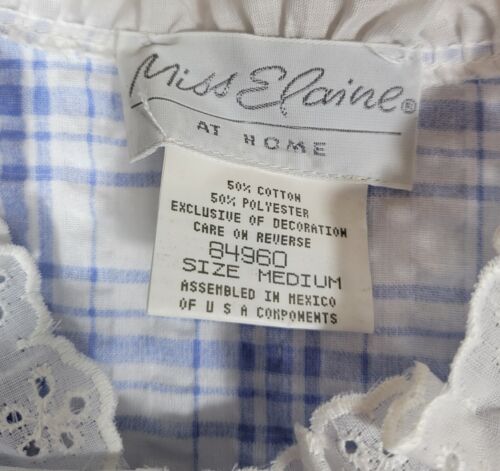 Miss Elaine®
AT HOME
50% COTTON
50% POLYESTER
EXCLUSIVE OF DECORATION
CARE ON REVERSE
84960
SIZE MEDIUM
ASSEMBLED IN MEXICO
OF U S A COMPONENTS